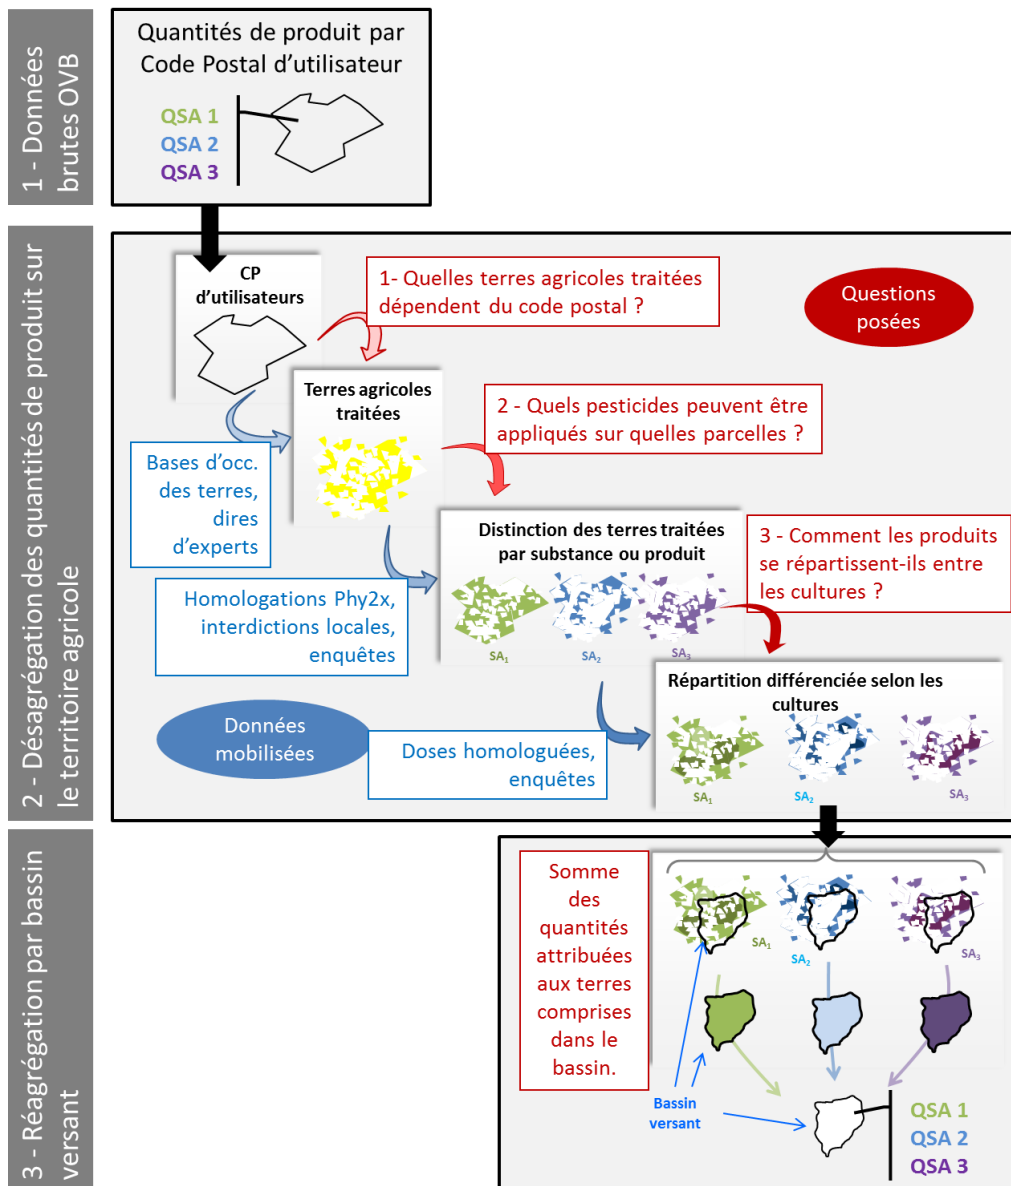 1 - Données
brutes OVB
Quantités de produit par
Code Postal d'utilisateur
QSA 1
QSA 2
QSA 3
2 - Désagrégation des quantités de produit sur
le territoire agricole
CP
d'utilisateurs
1- Quelles terres agricoles traitées
dépendent du code postal ?
Questions
posées
Terres agricoles
traitées
2 - Quels pesticides peuvent être
appliqués sur quelles parcelles ?
Bases d'occ.
des terres,
dires
d'experts
Distinction des terres traitées
par substance ou produit
SA1
SA2
SA3
3 - Comment les produits
se répartissent-ils entre
les cultures ?
Homologations Phy2x,
interdictions locales,
enquêtes
Répartition différenciée selon les
cultures
SA1
SA2
SA3
Données
mobilisées
Doses homologuées,
enquêtes
3 - Réagrégation par bassin
versant
Somme
des
quantités
attribuées
aux terres
comprises
dans le
bassin.
SA1
SA2
SA3
Bassin
versant
QSA 1
QSA 2
QSA 3